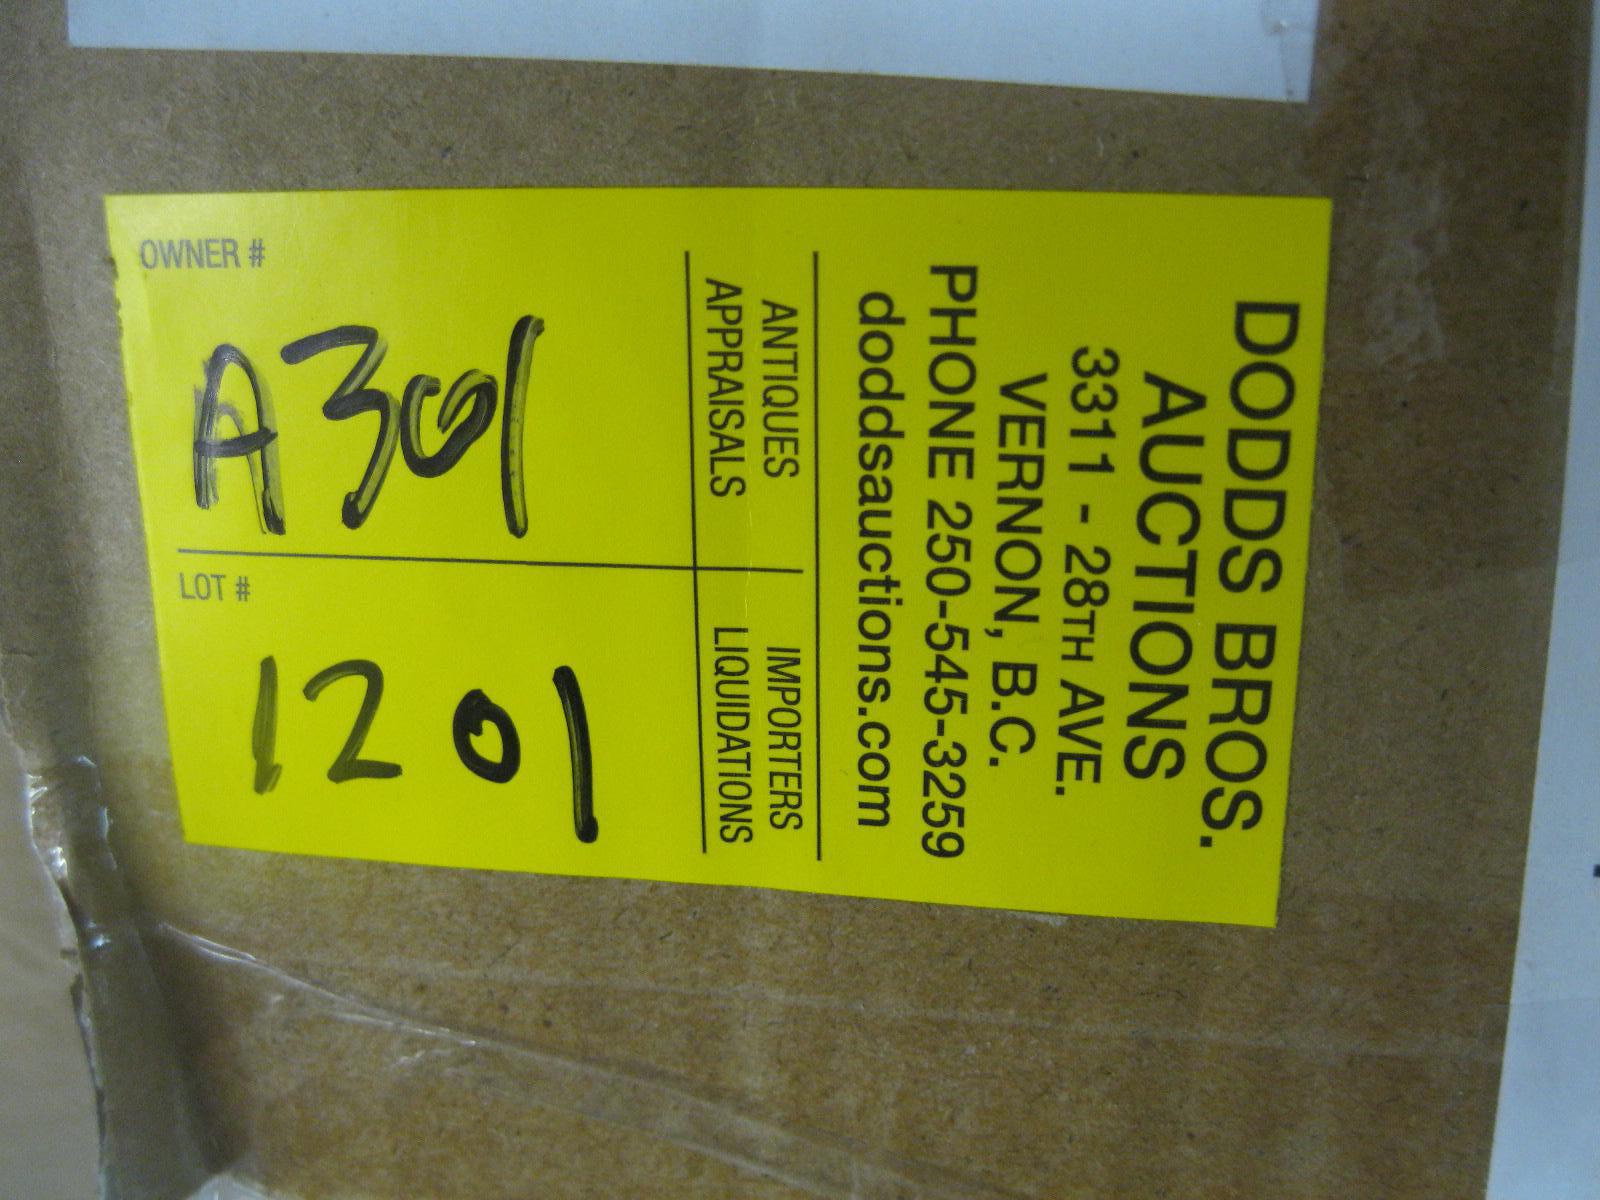 DODDS BROS.
AUCTIONS
3311 - 28TH AVE.
VERNON, B.C.
PHONE 250-545-3259
doddsauctions.com
ANTIQUES IMPORTERS
APPRAISALS LIQUIDATIONS
OWNER #
A301
LOT #
1201